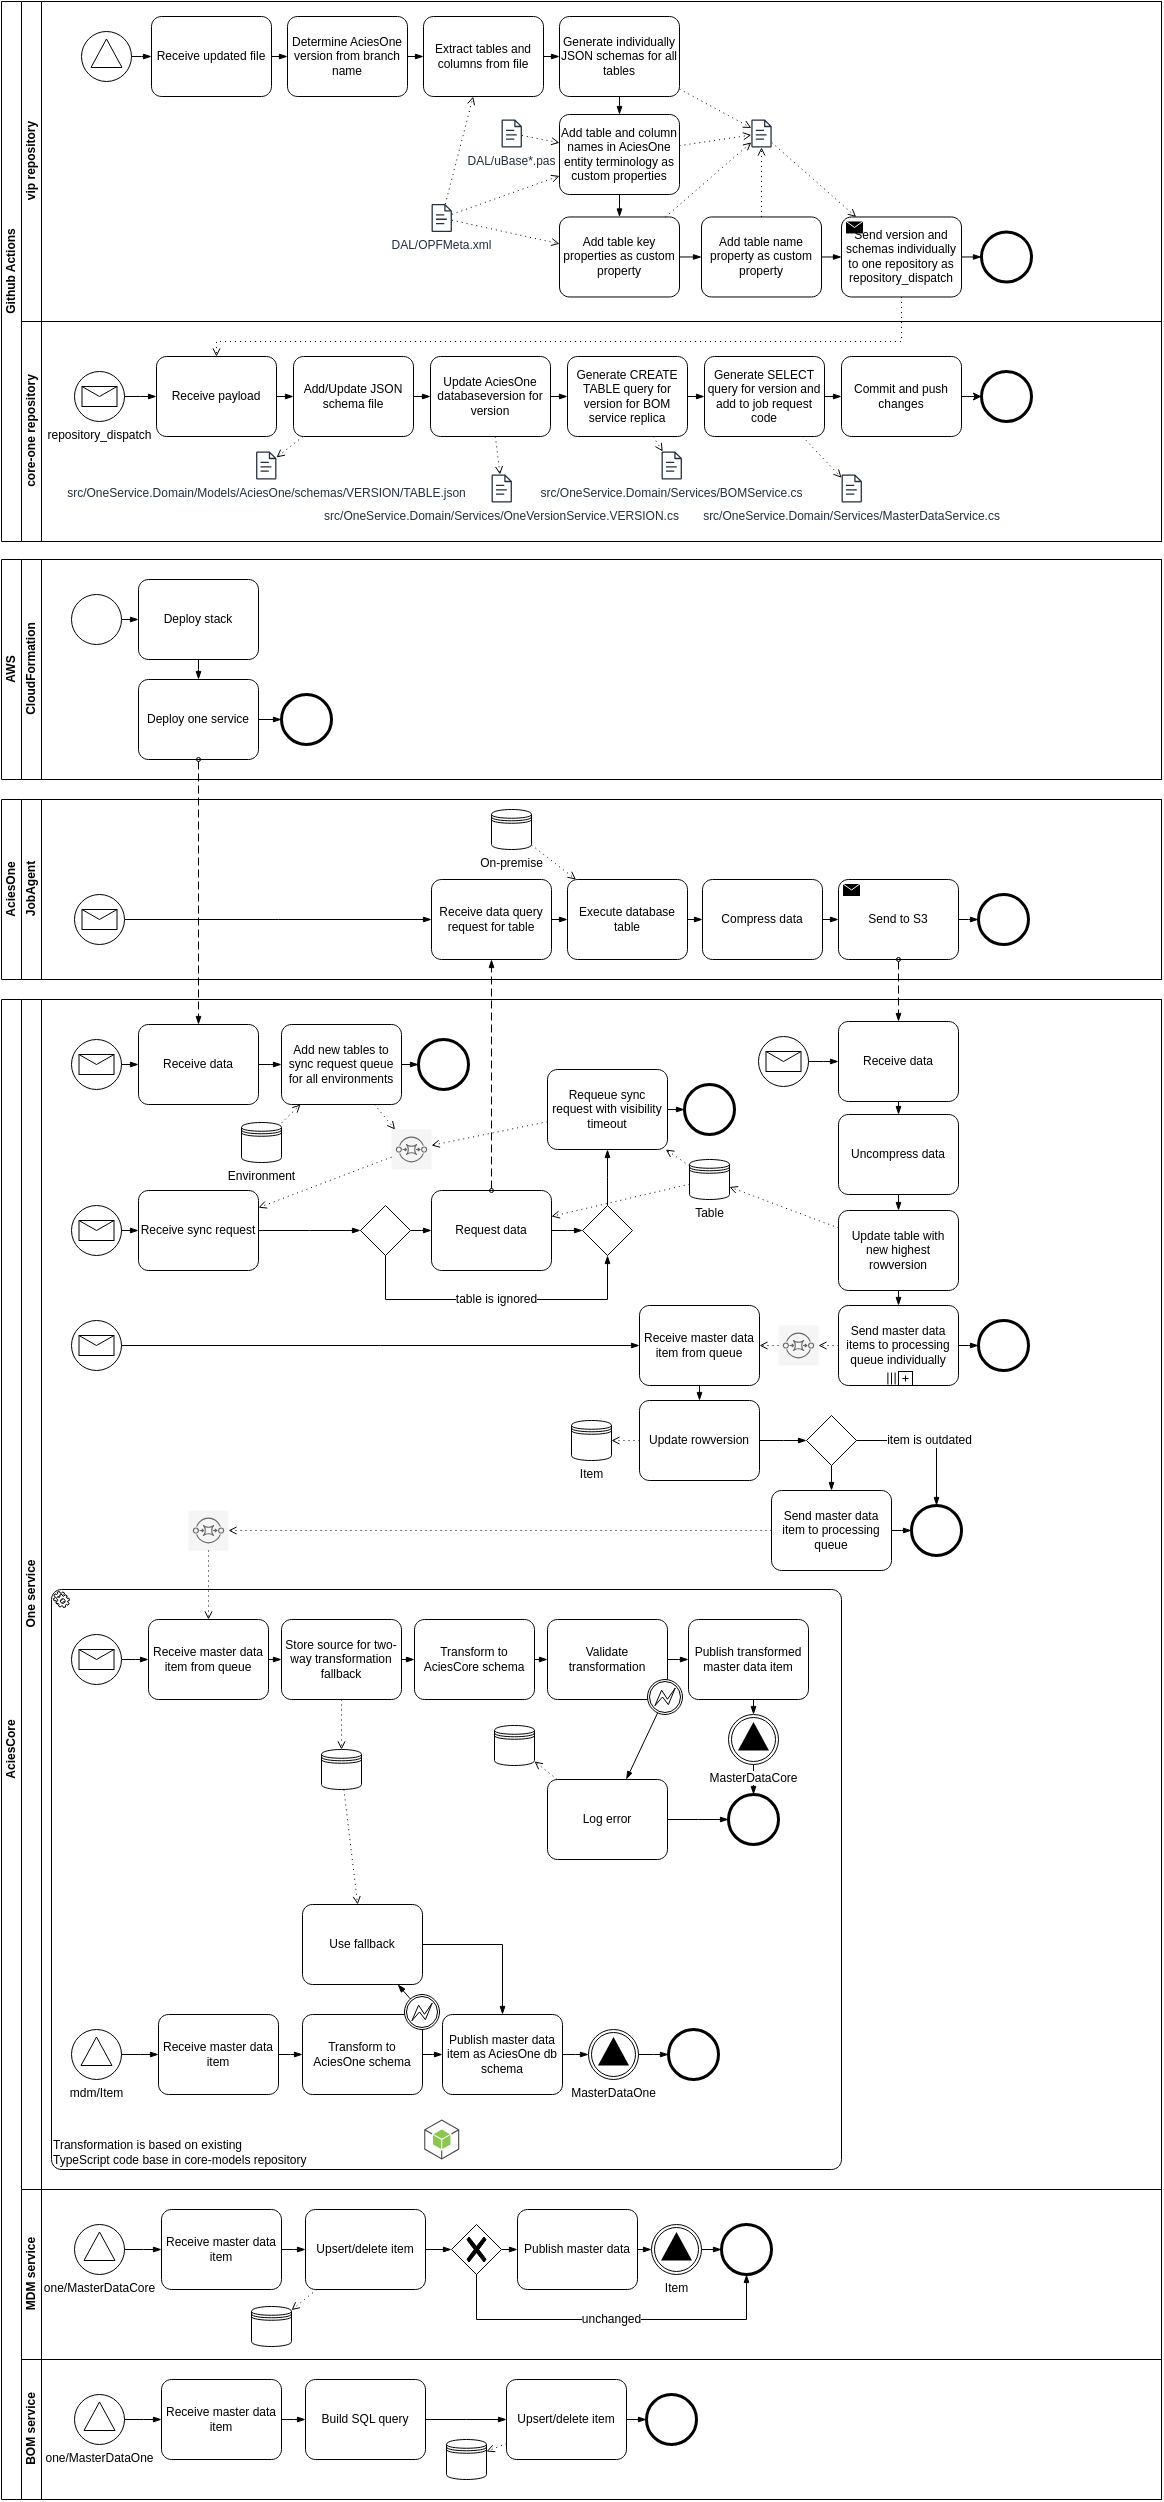 Github Actions
vip repository
Receive updated file
Determine AciesOne
version from branch
name
Extract tables and
columns from file
Generate individually
JSON schemas for all
tables
DAL/uBase*.pas
Add table and column
names in AciesOne
entity terminology as
custom properties
DAL/OPFMeta.xml
Add table key
properties as custom
property
Add table name
property as custom
property
Send version and
schemas individually
to one repository as
repository_dispatch
core-one repository
repository_dispatch
Receive payload
Add/Update JSON
schema file
Update AciesOne
databaseversion for
version
Generate CREATE
TABLE query for
version for BOM
service replica
Generate SELECT
query for version and
add to job request
code
Commit and push
changes
src/OneService.Domain/Models/AciesOne/schemas/VERSION/TABLE.json
src/OneService.Domain/Services/OneVersionService.VERSION.cs
src/OneService.Domain/Services/BOMService.cs
src/OneService.Domain/Services/MasterDataService.cs
AWS
CloudFormation
Deploy stack
Deploy one service
AciesOne
JobAgent
On-premise
Receive data query
request for table
Execute database
table
Compress data
Send to S3
AciesCore
One service
Receive data
Add new tables to
sync request queue
for all environments
Environment
Requeue sync
request with visibility
timeout
Receive data
Uncompress data
Table
Receive sync request
Request data
table is ignored
Update table with
new highest
rowversion
Receive master data
item from queue
Send master data
items to processing
queue individually
Item
Update rowversion
item is outdated
Send master data
item to processing
queue
Receive master data
item from queue
Store source for two-
way transformation
fallback
Transform to
AciesCore schema
Validate
transformation
Publish transformed
master data item
MasterDataCore
Log error
Use fallback
mdm/Item
Receive master data
item
Transform to
AciesOne schema
Publish master data
item as AciesOne db
schema
MasterDataOne
Transformation is based on existing
TypeScript code base in core-models repository
MDM service
one/MasterDataCore
Receive master data
item
Upsert/delete item
Publish master data
Item
unchanged
BOM service
one/MasterDataOne
Receive master data
item
Build SQL query
Upsert/delete item